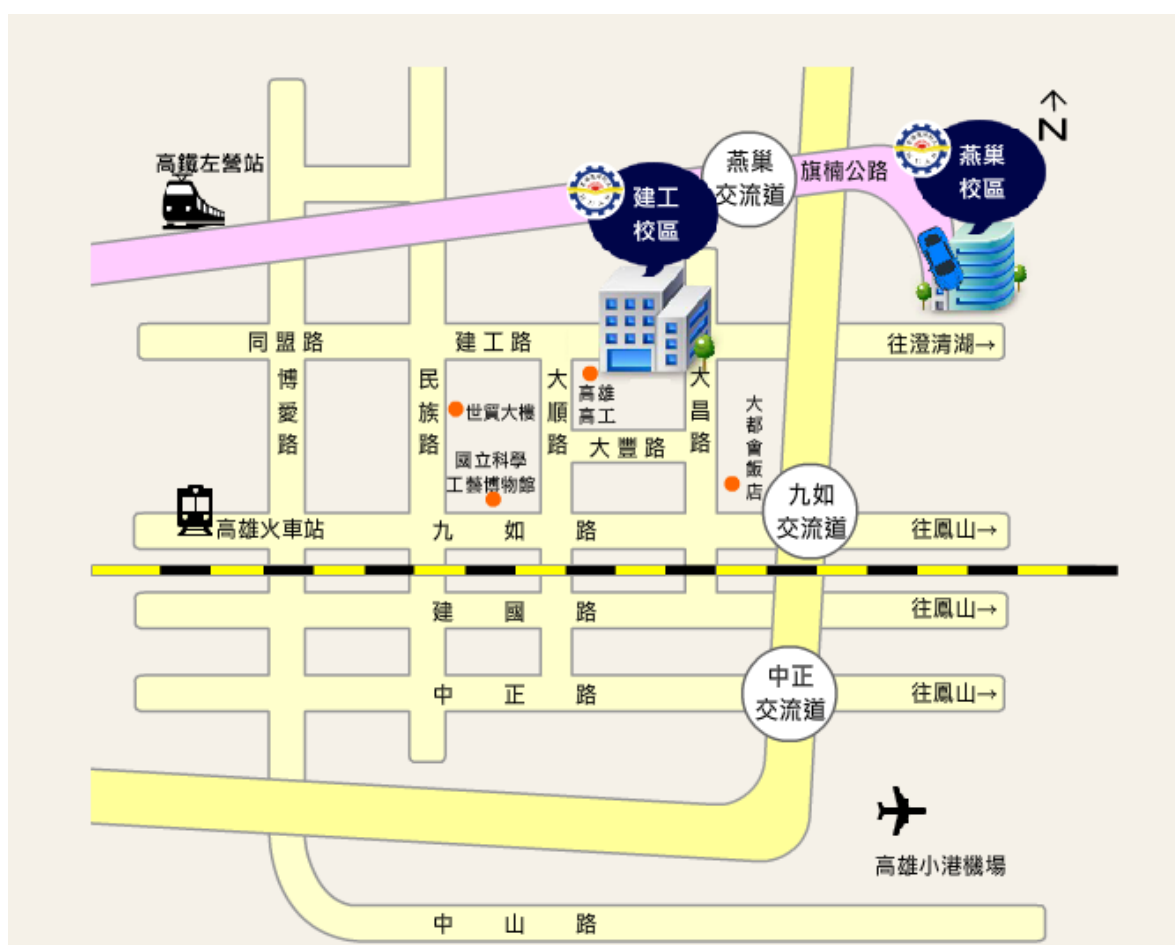 N
高鐵左營站
建工
校區
燕巢
交流道
旗楠公路
燕巢
校區
同盟路
建工路
往澄清湖→
博愛路
民族路
世貿大樓
國立科學
工藝博物館
大順路
高雄
高工
大豐路
大昌路
大都會飯店
九如
交流道
高雄火車站
九如路
往鳳山→
建國路
往鳳山→
中正路
中正
交流道
往鳳山→
高雄小港機場
中山路